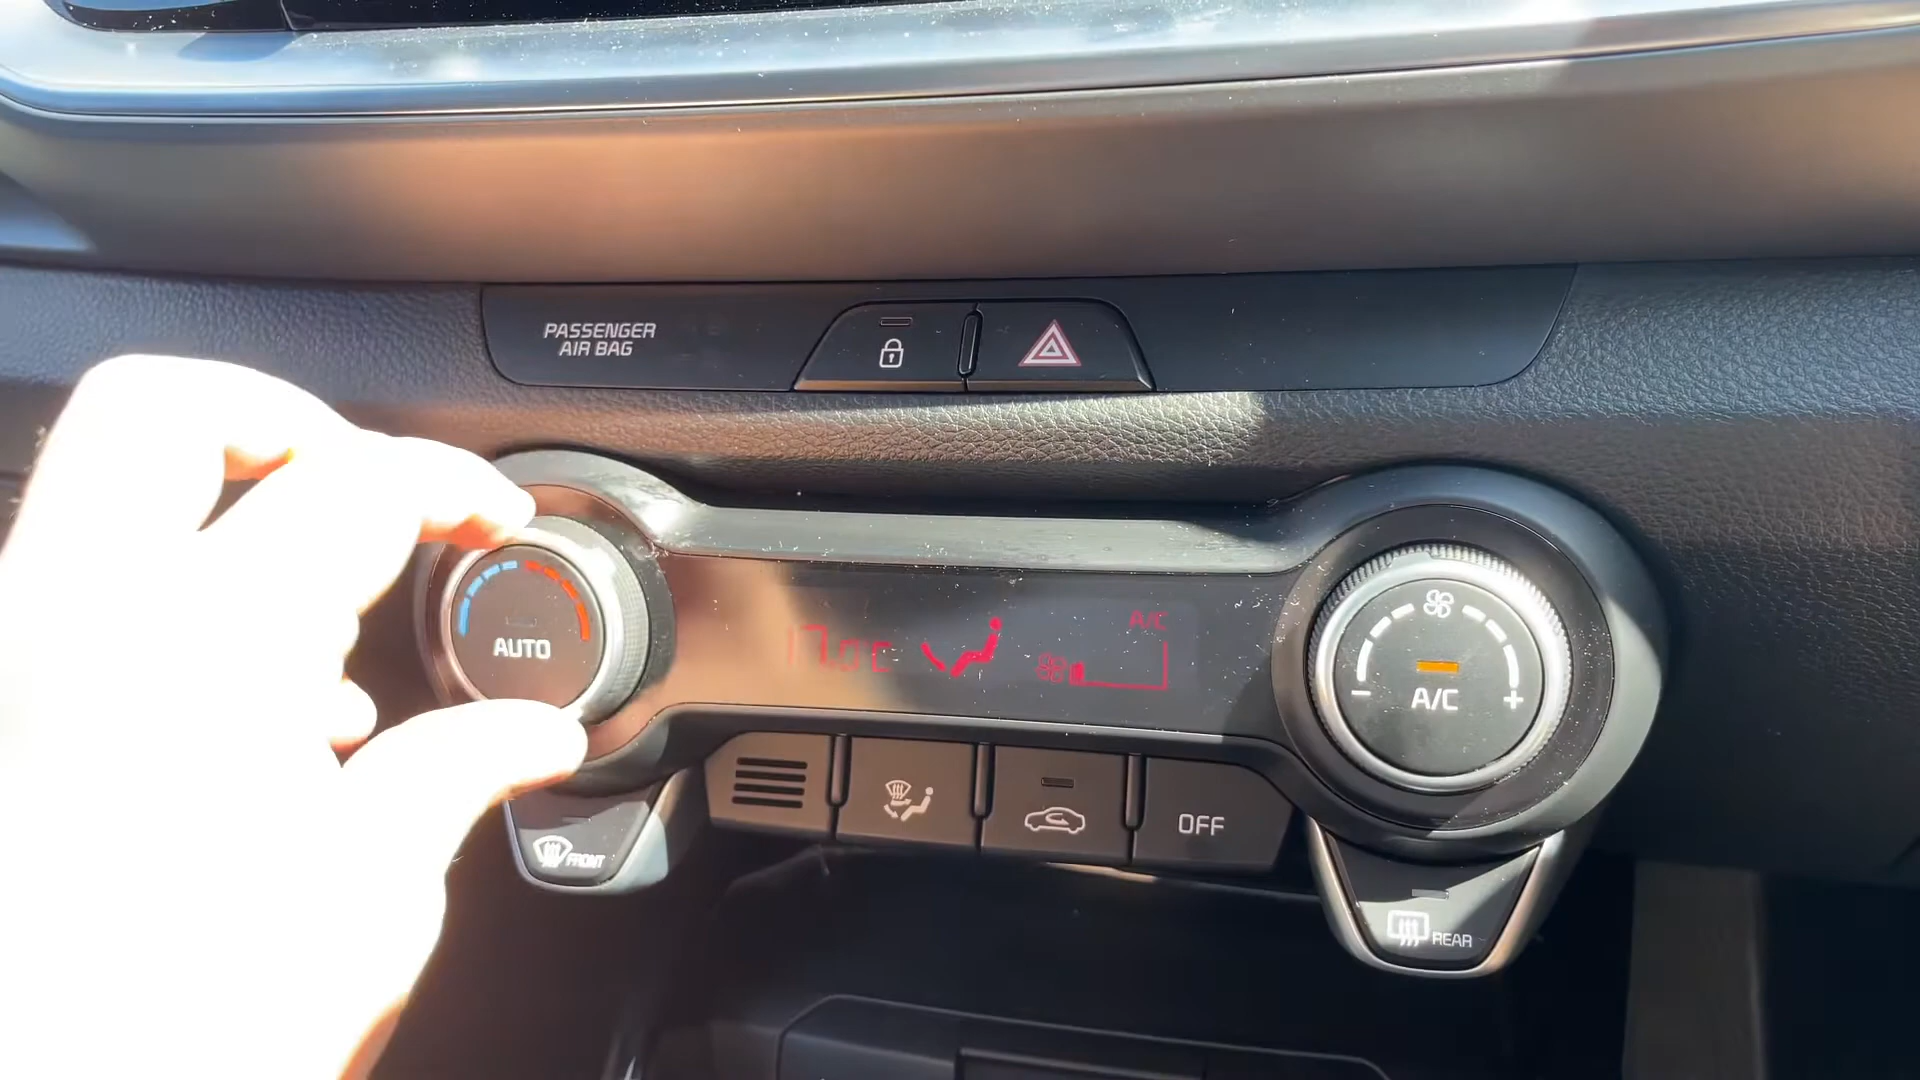 PASSENGER
AIR BAG
AUTO
17.0°C
A/C
A/C
FRONT
OFF
REAR